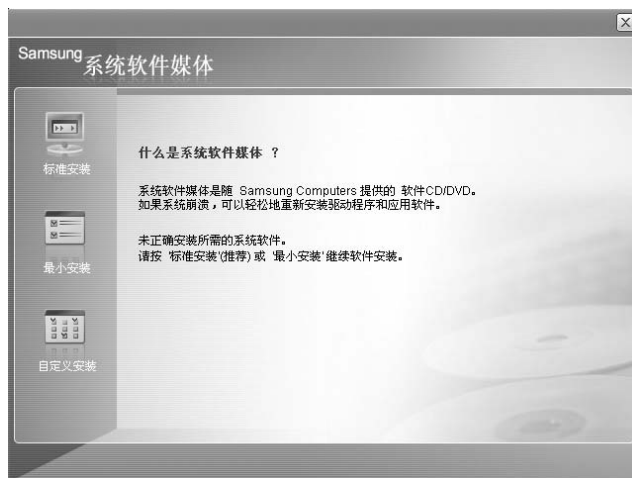 Samsung 系统软件媒体
标准安装
最小安装
自定义安装
什么是系统软件媒体 ?
系统软件媒体是随 Samsung Computers 提供的 软件CD/DVD。
如果系统崩溃，可以轻松地重新安装驱动程序和应用软件。
未正确安装所需的系统软件。
请按 '标准安装'(推荐) 或 '最小安装' 继续软件安装。